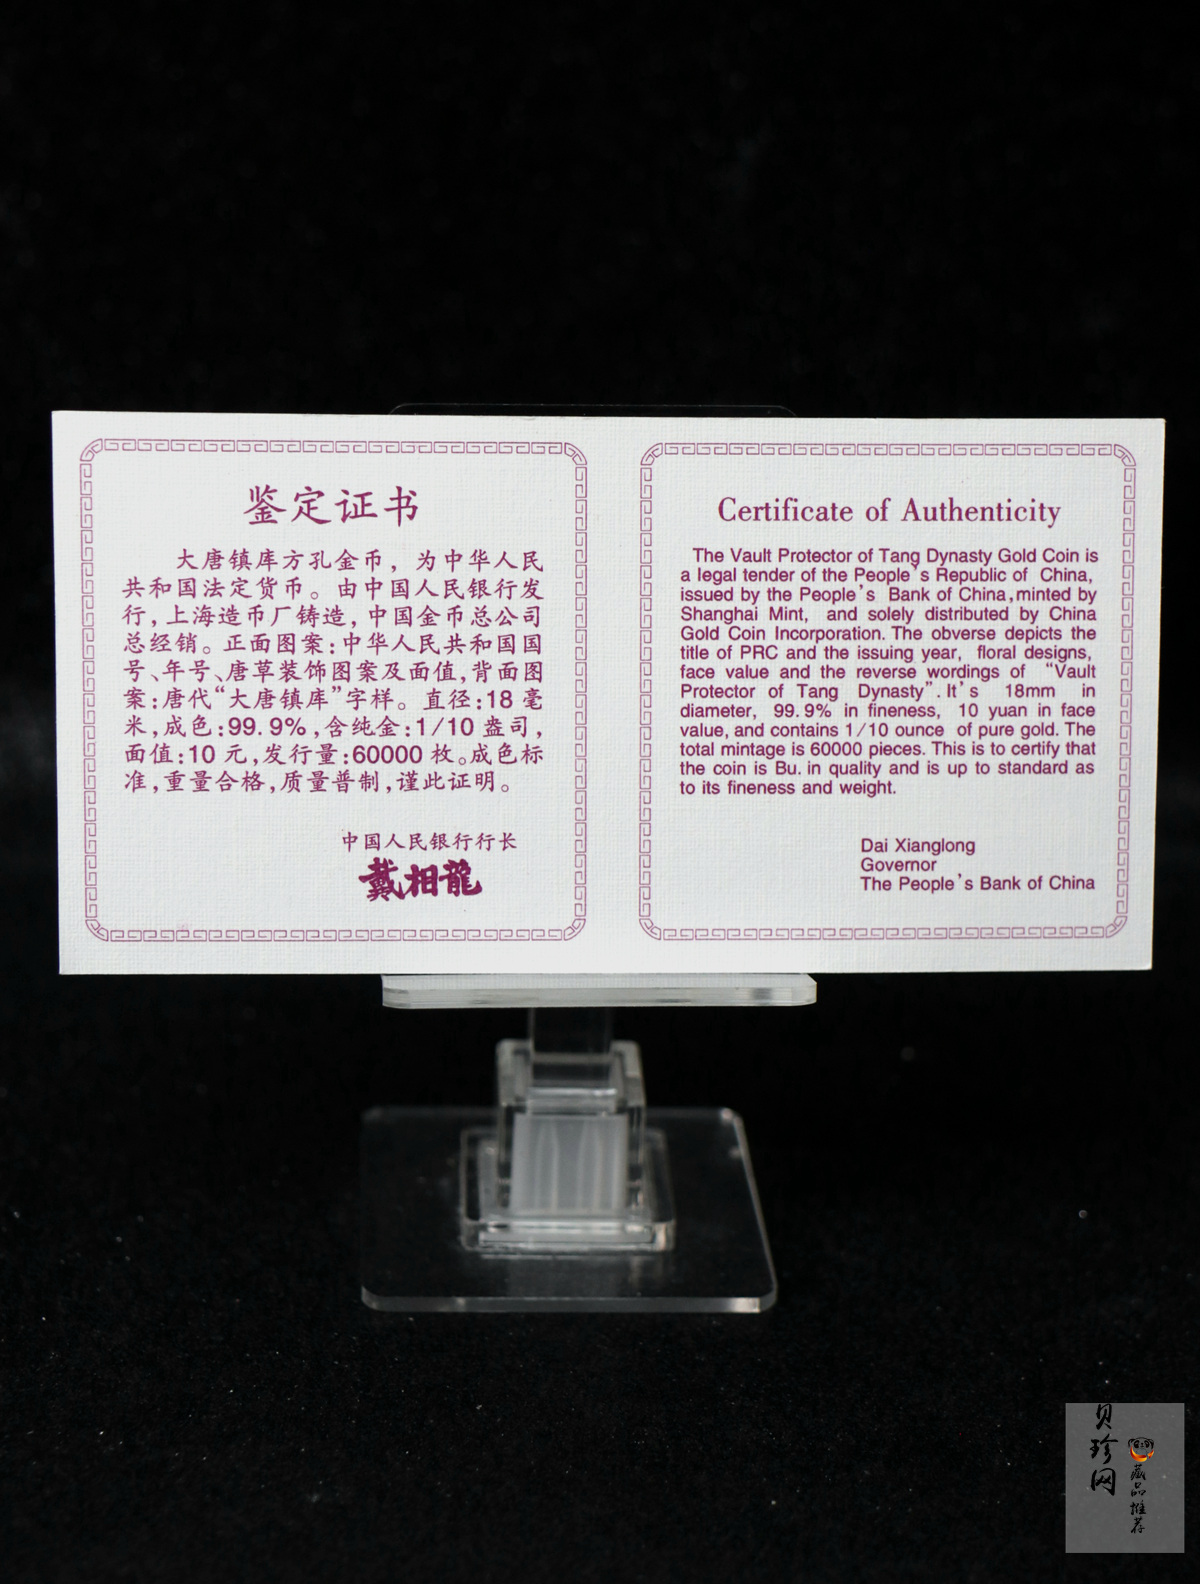 鉴定证书
大唐镇库方孔金币，为中华人民
共和国法定货币。由中国人民银行发
行，上海造币厂铸造，中国金币总公司
总经销。正面图案：中华人民共和国国
号、年号、唐草装饰图案及面值，背面图
案：唐代“大唐镇库”字样。直径：18毫
米，成色：99.9%，含纯金：1/10盎司，
面值：10元，发行量：60000枚。成色标
准，重量合格，质量普制，谨此证明。
中国人民银行行长
戴相龍
Certificate of Authenticity
The Vault Protector of Tang Dynasty Gold Coin is
a legal tender of the People's Republic of China,
issued by the People's Bank of China, minted by
Shanghai Mint, and solely distributed by China
Gold Coin Incorporation. The obverse depicts the
title of PRC and the issuing year, floral designs,
face value and the reverse wordings of “Vault
Protector of Tang Dynasty”. It's 18mm in
diameter, 99.9% in fineness, 10 yuan in face
value, and contains 1/10 ounce of pure gold. The
total mintage is 60000 pieces. This is to certify that
the coin is Bu. in quality and is up to standard as
to its fineness and weight.
Dai Xianglong
Governor
The People's Bank of China
贝珍网
藏品推荐